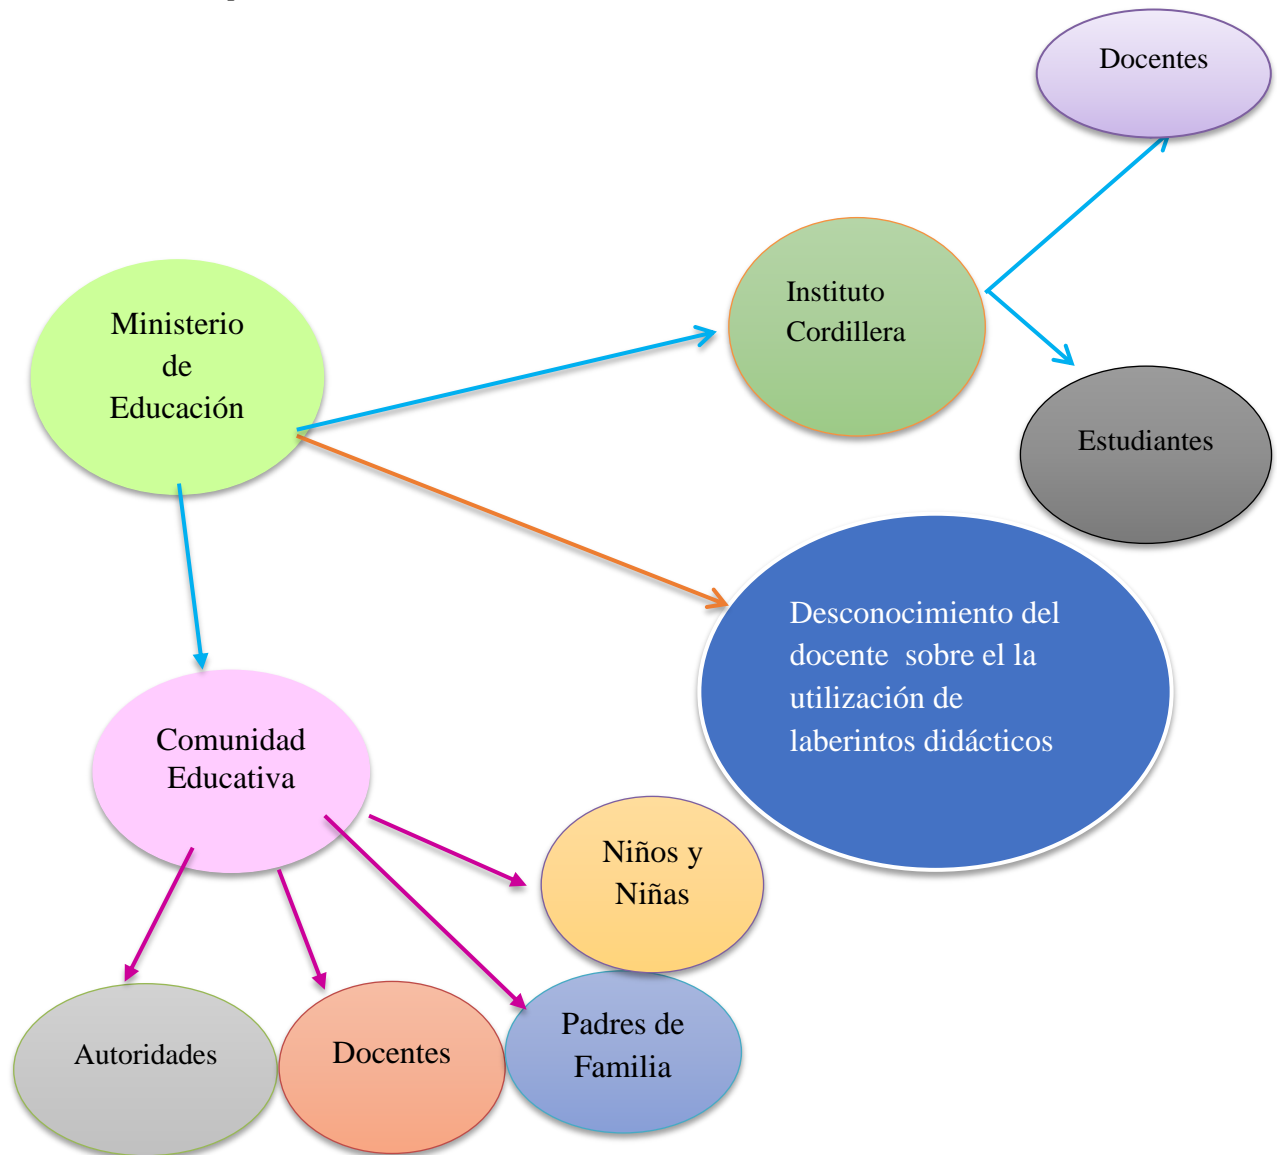 Docentes
Instituto
Cordillera
Ministerio
de
Educación
Estudiantes
Desconocimiento del
docente  sobre el la
utilización de
laberintos didácticos
Comunidad
Educativa
Niños y
Niñas
Padres de
Familia
Docentes
Autoridades